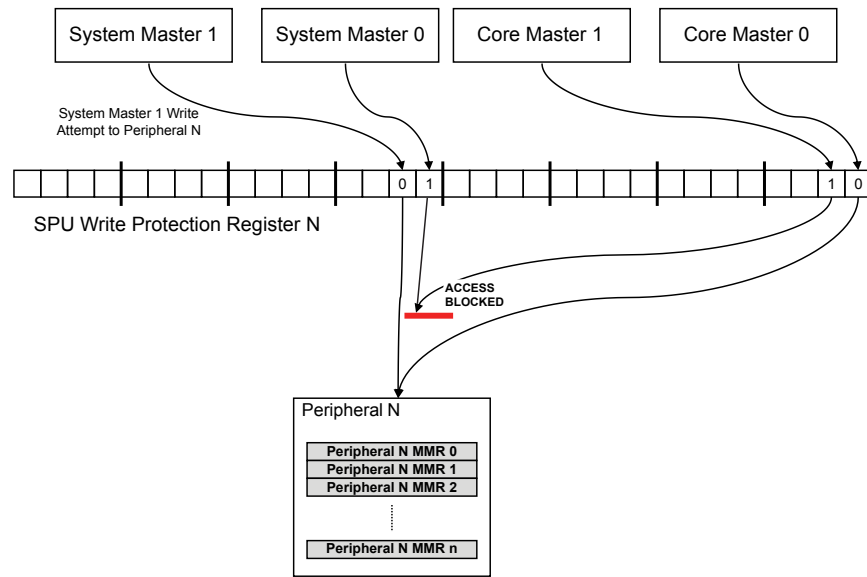 System Master 1
System Master 0
Core Master 1
Core Master 0
System Master 1 Write
Attempt to Peripheral N
0 1 1 0
SPU Write Protection Register N
ACCESS
BLOCKED
Peripheral N
Peripheral N MMR 0
Peripheral N MMR 1
Peripheral N MMR 2
Peripheral N MMR n